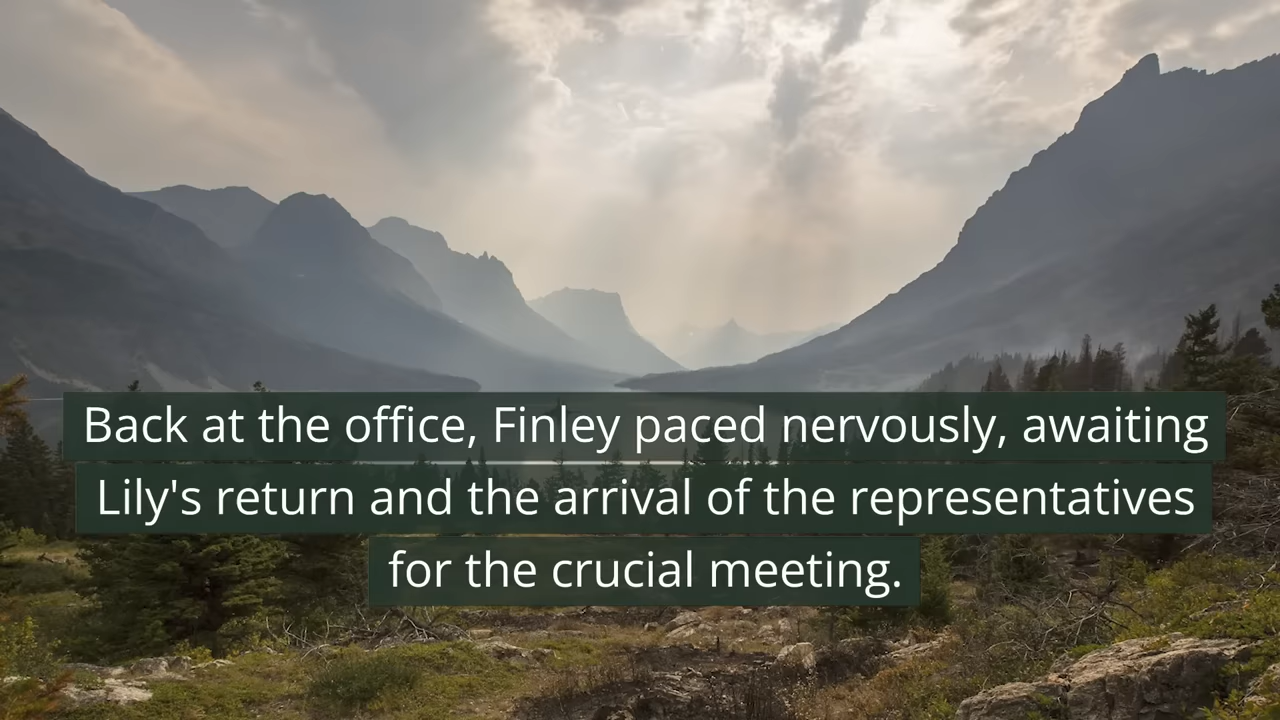 Back at the office, Finley paced nervously, awaiting
Lily's return and the arrival of the representatives
for the crucial meeting.